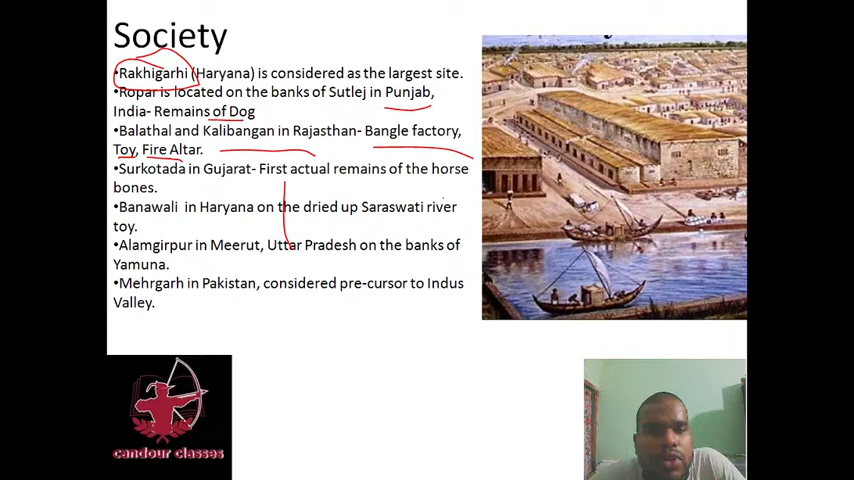 Society
•Rakhigarhi (Haryana) is considered as the largest site.
•Ropar is located on the banks of Sutlej in Punjab,
India- Remains of Dog
•Balathal and Kalibangan in Rajasthan- Bangle factory,
Toy, Fire Altar.
•Surkotada in Gujarat- First actual remains of the horse
bones.
•Banawali in Haryana on the dried up Saraswati river
toy.
•Alamgirpur in Meerut, Uttar Pradesh on the banks of
Yamuna.
•Mehrgarh in Pakistan, considered pre-cursor to Indus
Valley.
candour classes